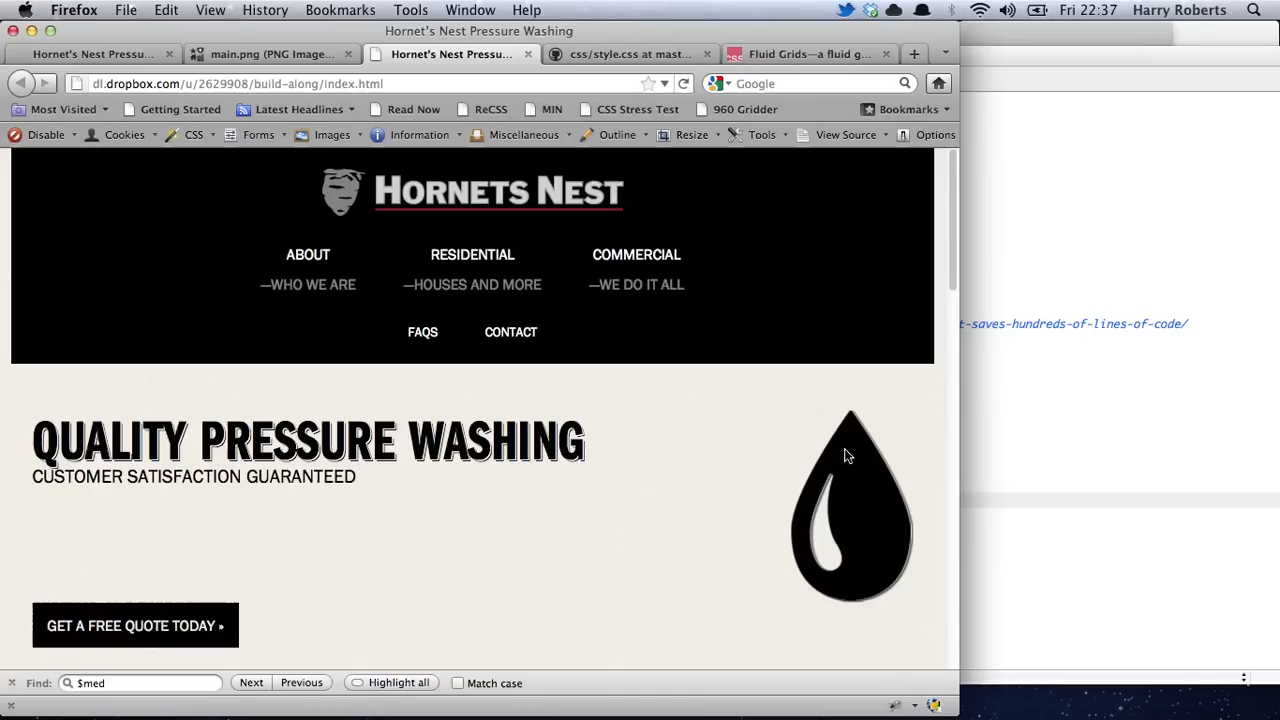 Firefox File Edit View History Bookmarks Tools Window Help Fri 22:37 Harry Roberts
Hornet's Nest Pressure Washing
Hornet's Nest Pressu... main.png (PNG Image... Hornet's Nest Pressu... css/style.css at mast... Fluid Grids—a fluid g...
dl.dropbox.com/u/2629908/build-along/index.html Google
Most Visited Getting Started Latest Headlines Read Now ReCSS MIN CSS Stress Test 960 Gridder Bookmarks
Disable Cookies CSS Forms Images Information Miscellaneous Outline Resize Tools View Source Options
HORNETS NEST
ABOUT RESIDENTIAL COMMERCIAL
—WHO WE ARE —HOUSES AND MORE —WE DO IT ALL
t-saves-hundreds-of-lines-of-code/
FAQS CONTACT
QUALITY PRESSURE WASHING
CUSTOMER SATISFACTION GUARANTEED
GET A FREE QUOTE TODAY »
Find: $med Next Previous Highlight all Match case